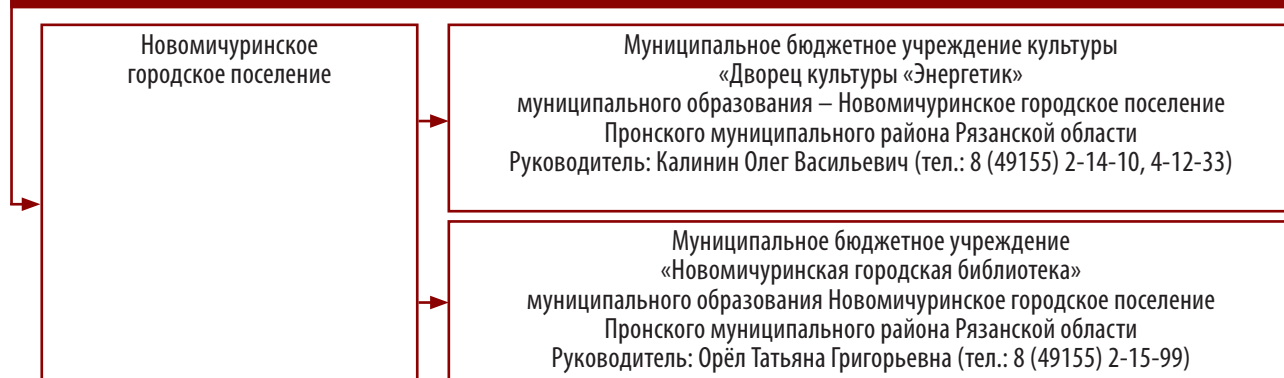 Новомичуринское
городское поселение
Муниципальное бюджетное учреждение культуры
«Дворец культуры «Энергетик»
муниципального образования – Новомичуринское городское поселение
Пронского муниципального района Рязанской области
Руководитель: Калинин Олег Васильевич (тел.: 8 (49155) 2-14-10, 4-12-33)
Муниципальное бюджетное учреждение
«Новомичуринская городская библиотека»
муниципального образования Новомичуринское городское поселение
Пронского муниципального района Рязанской области
Руководитель: Орёл Татьяна Григорьевна (тел.: 8 (49155) 2-15-99)